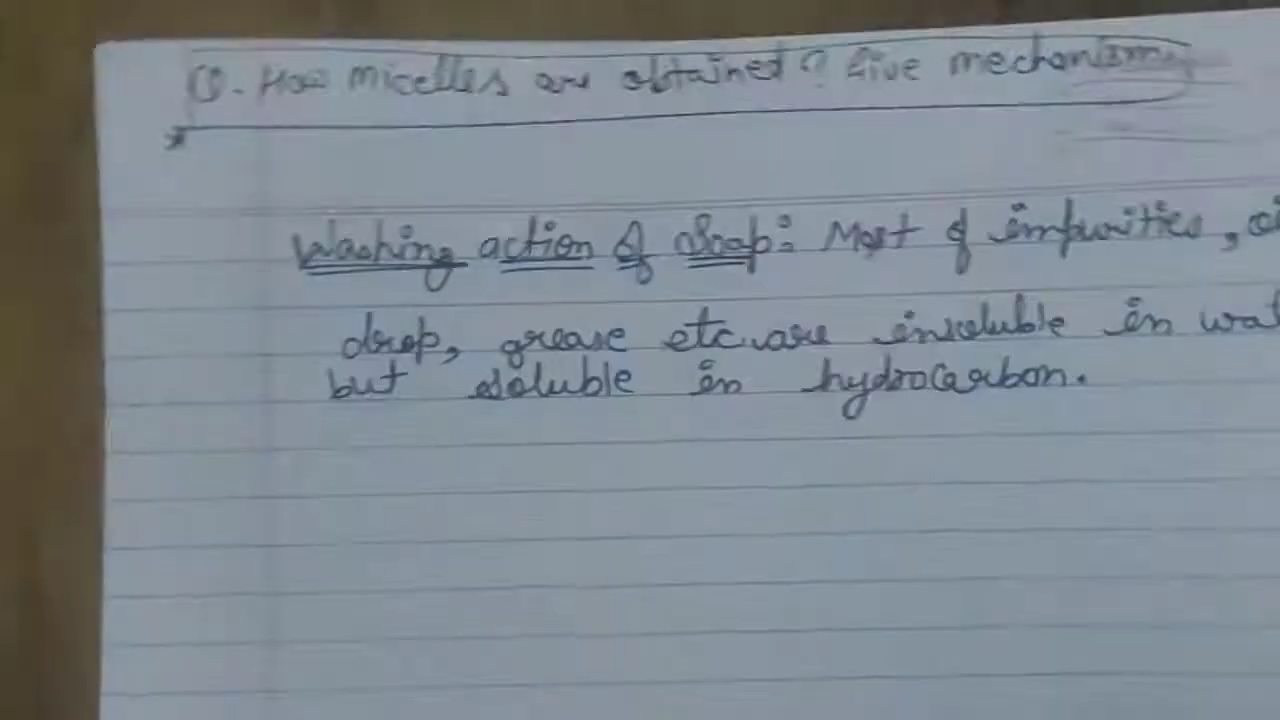 Q. How micelles are obtained? Give mechanism.
Washing action of Soap: Most of impurities,
drop, grease etc. are insoluble in
but soluble in hydrocarbon.